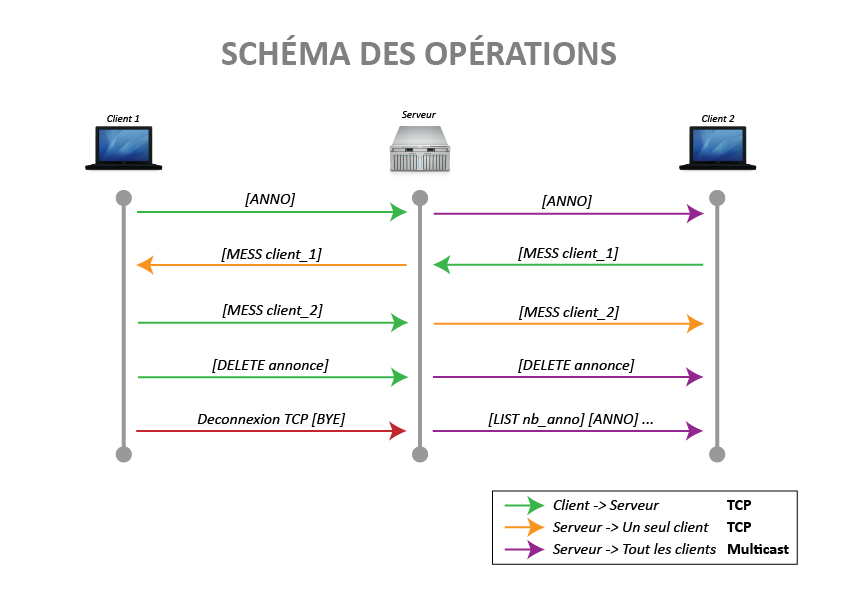 SCHÉMA DES OPÉRATIONS
Client 1
Serveur
Client 2
[ANNO]
[ANNO]
[MESS client_1]
[MESS client_1]
[MESS client_2]
[MESS client_2]
[DELETE annonce]
[DELETE annonce]
Deconnexion TCP [BYE]
[LIST nb_anno] [ANNO] ...
Client -> Serveur TCP
Serveur -> Un seul client TCP
Serveur -> Tout les clients Multicast